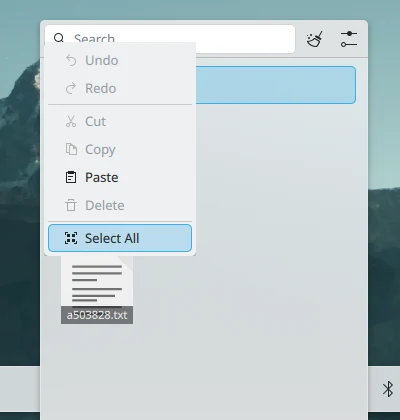 Search
Undo
Redo
Cut
Copy
Paste
Delete
Select All
a503828.txt